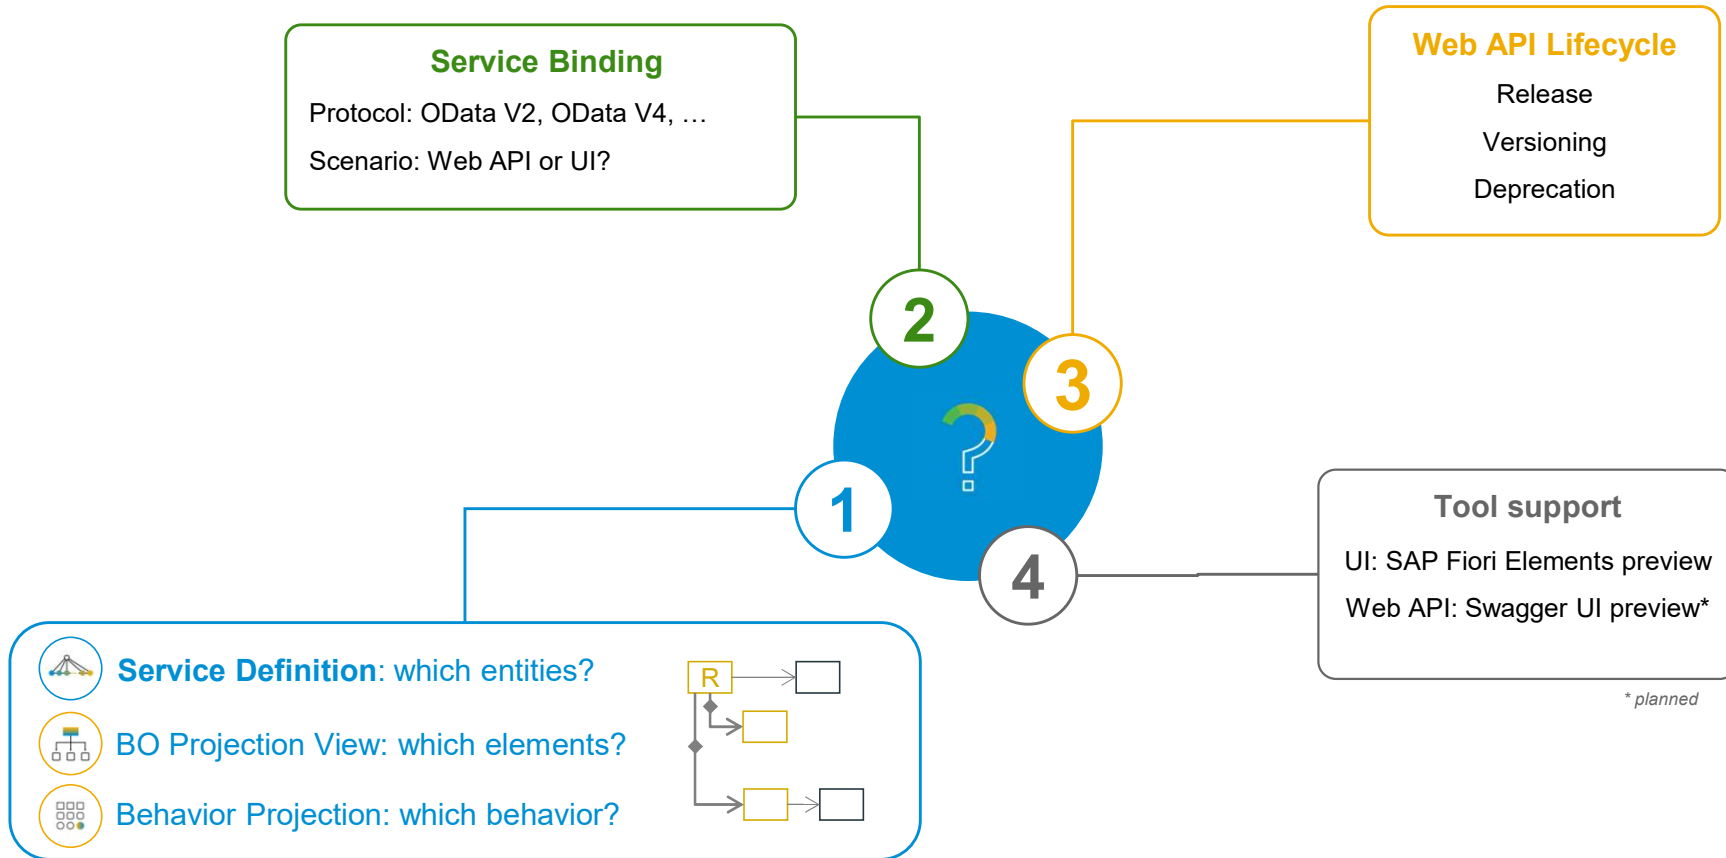 Service Binding
Protocol: OData V2, OData V4, …
Scenario: Web API or UI?
Web API Lifecycle
Release
Versioning
Deprecation
2
3
?
1
4
Tool support
UI: SAP Fiori Elements preview
Web API: Swagger UI preview*
* planned
Service Definition: which entities?
BO Projection View: which elements?
Behavior Projection: which behavior?
R